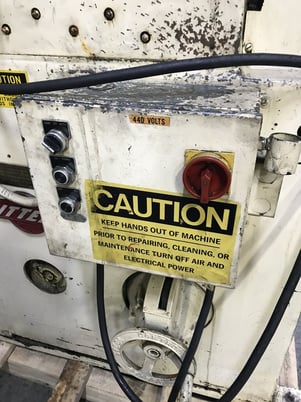 CAUTION
440 VOLTS
CAUTION
KEEP HANDS OUT OF MACHINE
PRIOR TO REPAIRING, CLEANING, OR
MAINTENANCE TURN OFF AIR AND
ELECTRICAL POWER